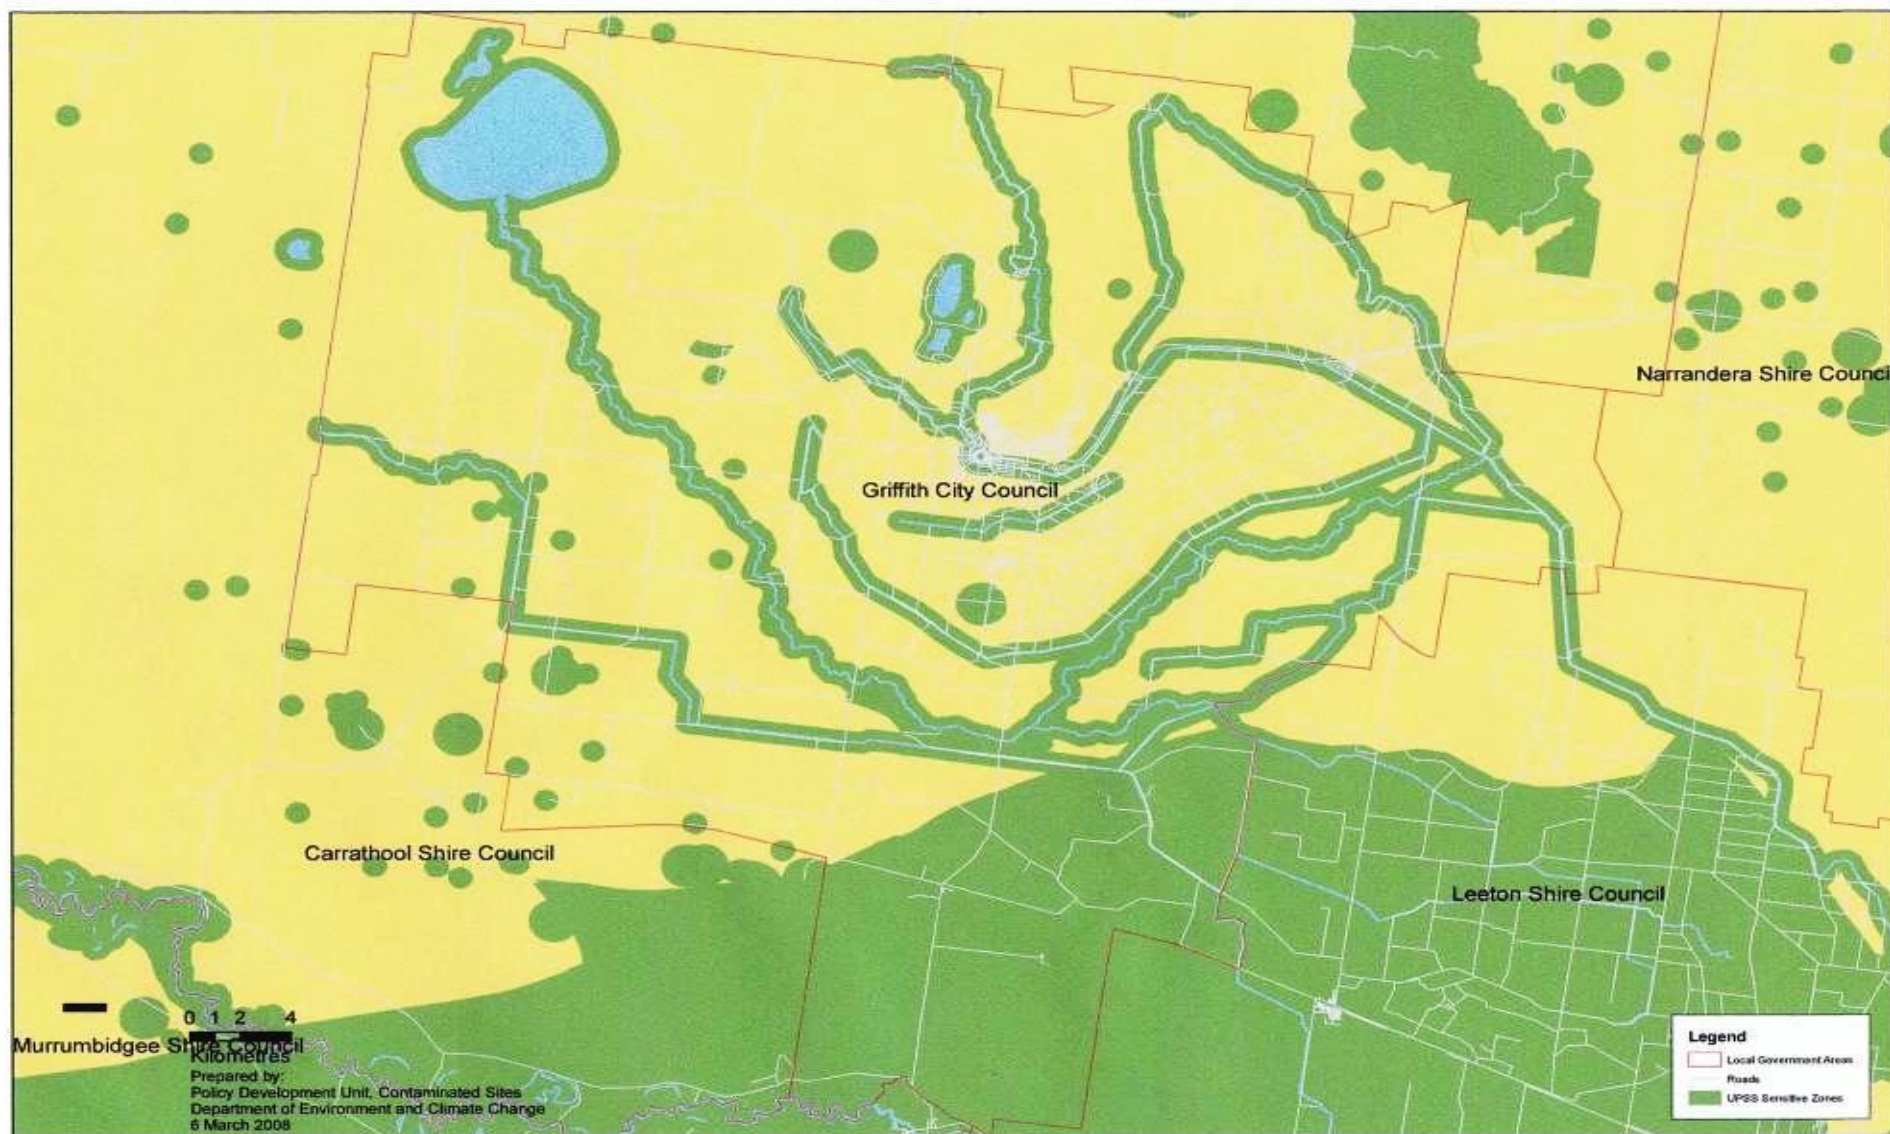 Narrandera Shire Counci
Griffith City Council
Carrathool Shire Council
Leeton Shire Council
0 1 2 4
Murrumbidgee Shire Council
Kilometres
Prepared by:
Policy Development Unit, Contaminated Sites
Department of Environment and Climate Change
6 March 2008
Legend
Local Government Areas
Roads
UPSS Sensitive Zones